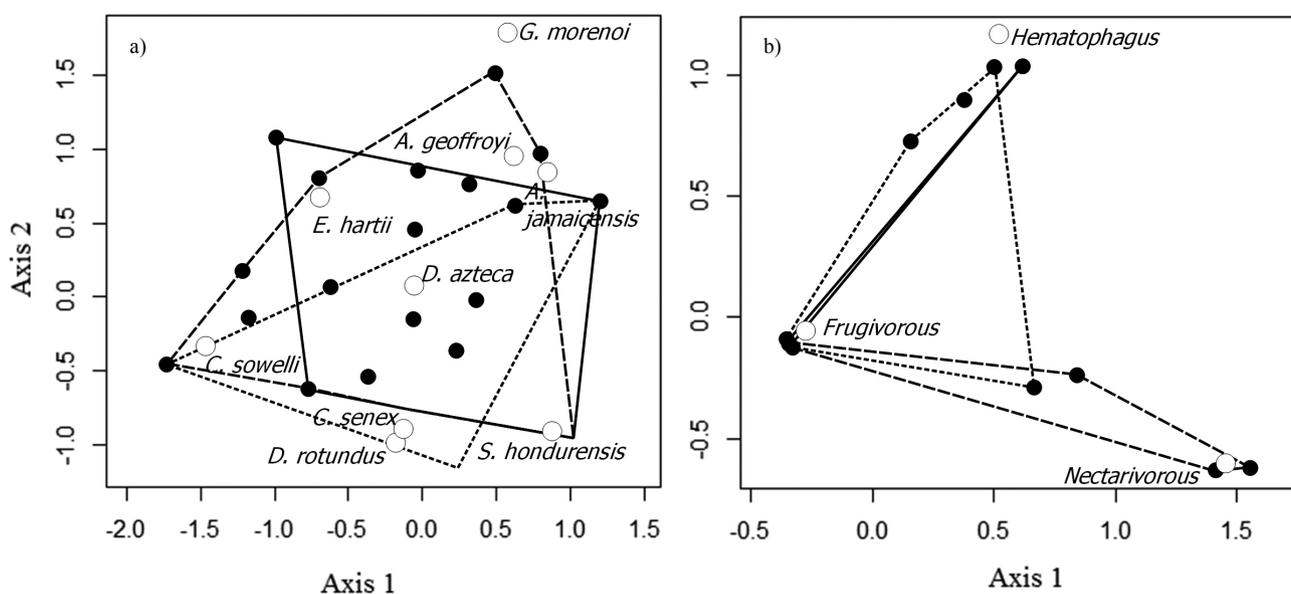 a)
G. morenoi
A. geoffroyi
A.
jamaicensis
E. hartii
D. azteca
C. sowelli
C. senex
D. rotundus
S. hondurensis
Axis 2
1.5
1.0
0.5
0.0
-0.5
-1.0
-2.0 -1.5 -1.0 -0.5 0.0 0.5 1.0 1.5
Axis 1
b)
Hematophagus
Frugivorous
Nectarivorous
1.0
0.5
0.0
-0.5
-0.5 0.0 0.5 1.0 1.5
Axis 1